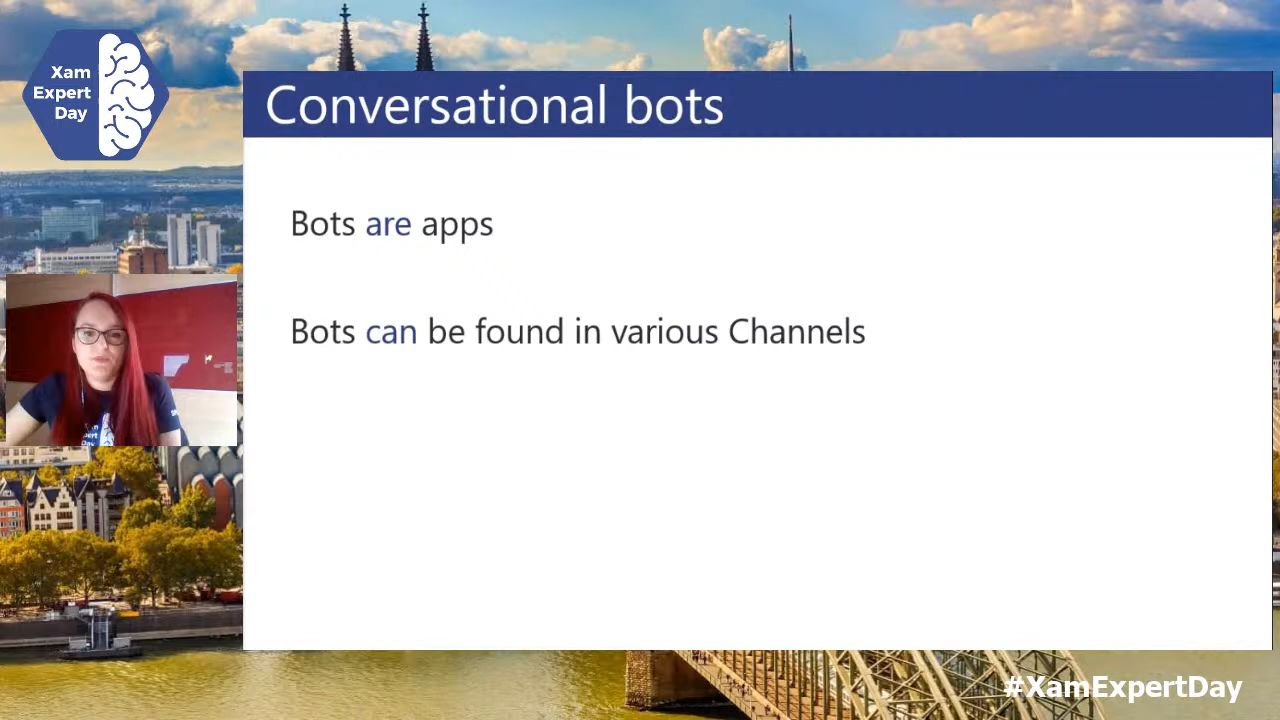 Xam
Expert
Day
Conversational bots
Bots are apps
Bots can be found in various Channels
#XamExpertDay